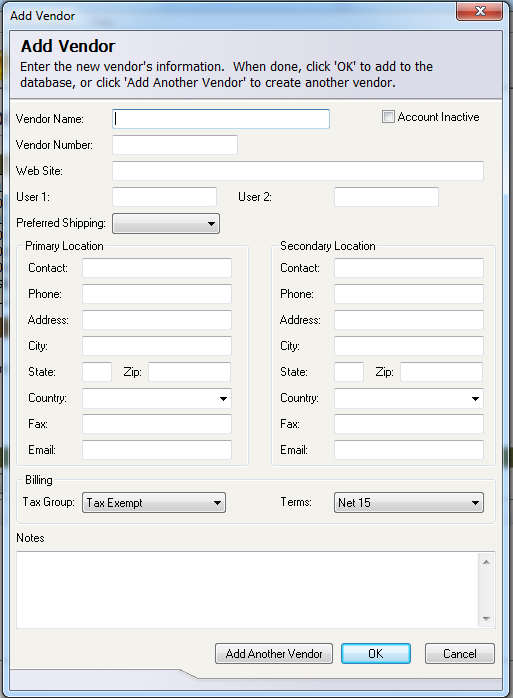 Add Vendor
Add Vendor
Enter the new vendor's information.  When done, click 'OK' to add to the
database, or click 'Add Another Vendor' to create another vendor.
Vendor Name: Account Inactive
Vendor Number:
Web Site:
User 1: User 2:
Preferred Shipping:
Primary Location
Contact:
Phone:
Address:
City:
State: Zip:
Country:
Fax:
Email:
Secondary Location
Contact:
Phone:
Address:
City:
State: Zip:
Country:
Fax:
Email:
Billing
Tax Group: Tax Exempt Terms: Net 15
Notes
Add Another Vendor OK Cancel